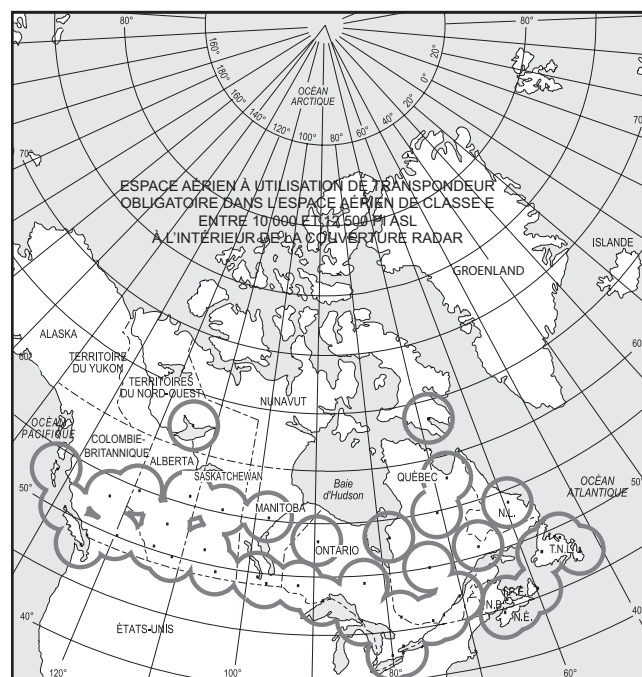 80°
80°
160°
180°
160°
140°
120°
100°
80°
60°
40°
20°
0°
20°
OCÉAN
ARCTIQUE
70°
70°
ESPACE AÉRIEN À UTILISATION DE TRANSPONDEUR
OBLIGATOIRE DANS L'ESPACE AÉRIEN DE CLASSE E
ENTRE 10 000 ET 12 500 PI ASL
À L'INTÉRIEUR DE LA COUVERTURE RADAR
ISLANDE
GROENLAND
ALASKA
60°
60°
TERRITOIRE
DU YUKON
TERRITOIRES
DU NORD-OUEST
NUNAVUT
OCÉAN
PACIFIQUE
COLOMBIE-
BRITANNIQUE
ALBERTA
SASKATCHEWAN
MANITOBA
Baie
d'Hudson
QUÉBEC
OCÉAN
ATLANTIQUE
50°
50°
N.L.
ONTARIO
T.N.
P.E.
N.B.
N.É.
40°
40°
ÉTATS-UNIS
120°
100°
80°
60°